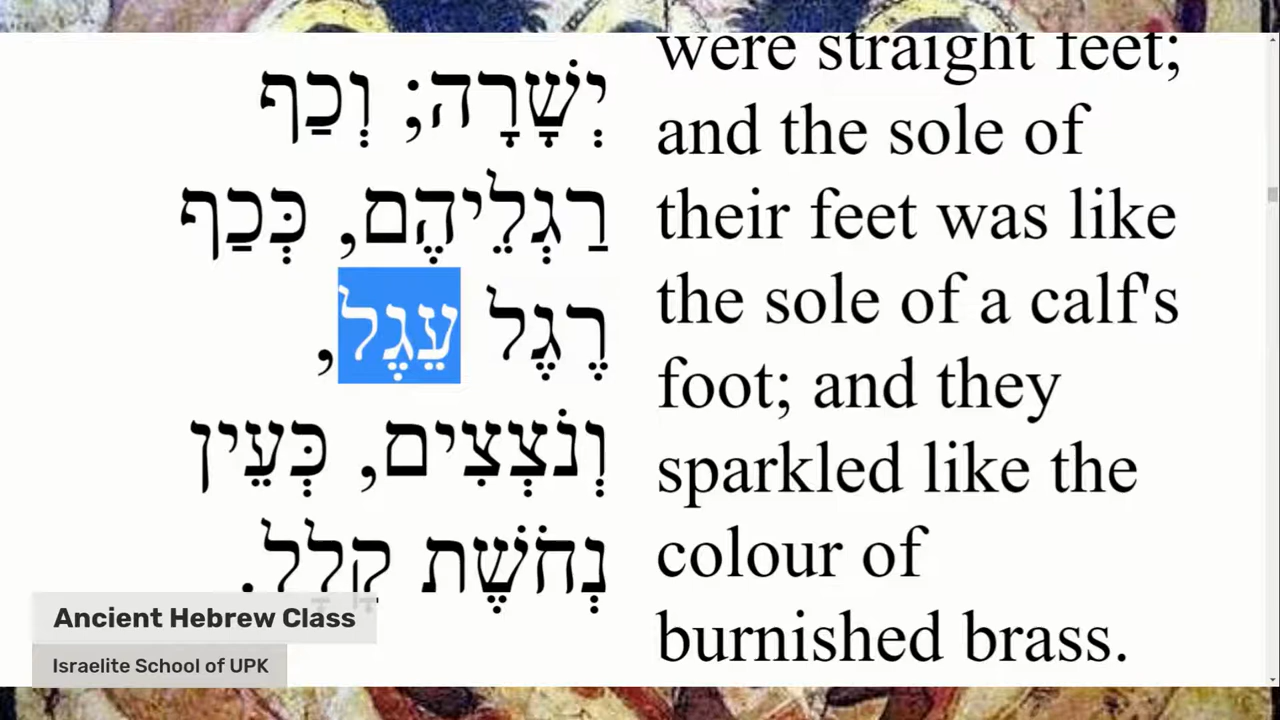 יְשָׁרָה; וְכַף
רַגְלֵיהֶם, כְּכַף
רֶגֶל עֵגֶל,
וְנֹצְצִים, כְּעֵין
נְחֹשֶׁת קָלָל.
were straight feet;
and the sole of
their feet was like
the sole of a calf's
foot; and they
sparkled like the
colour of
burnished brass.
Ancient Hebrew Class
Israelite School of UPK